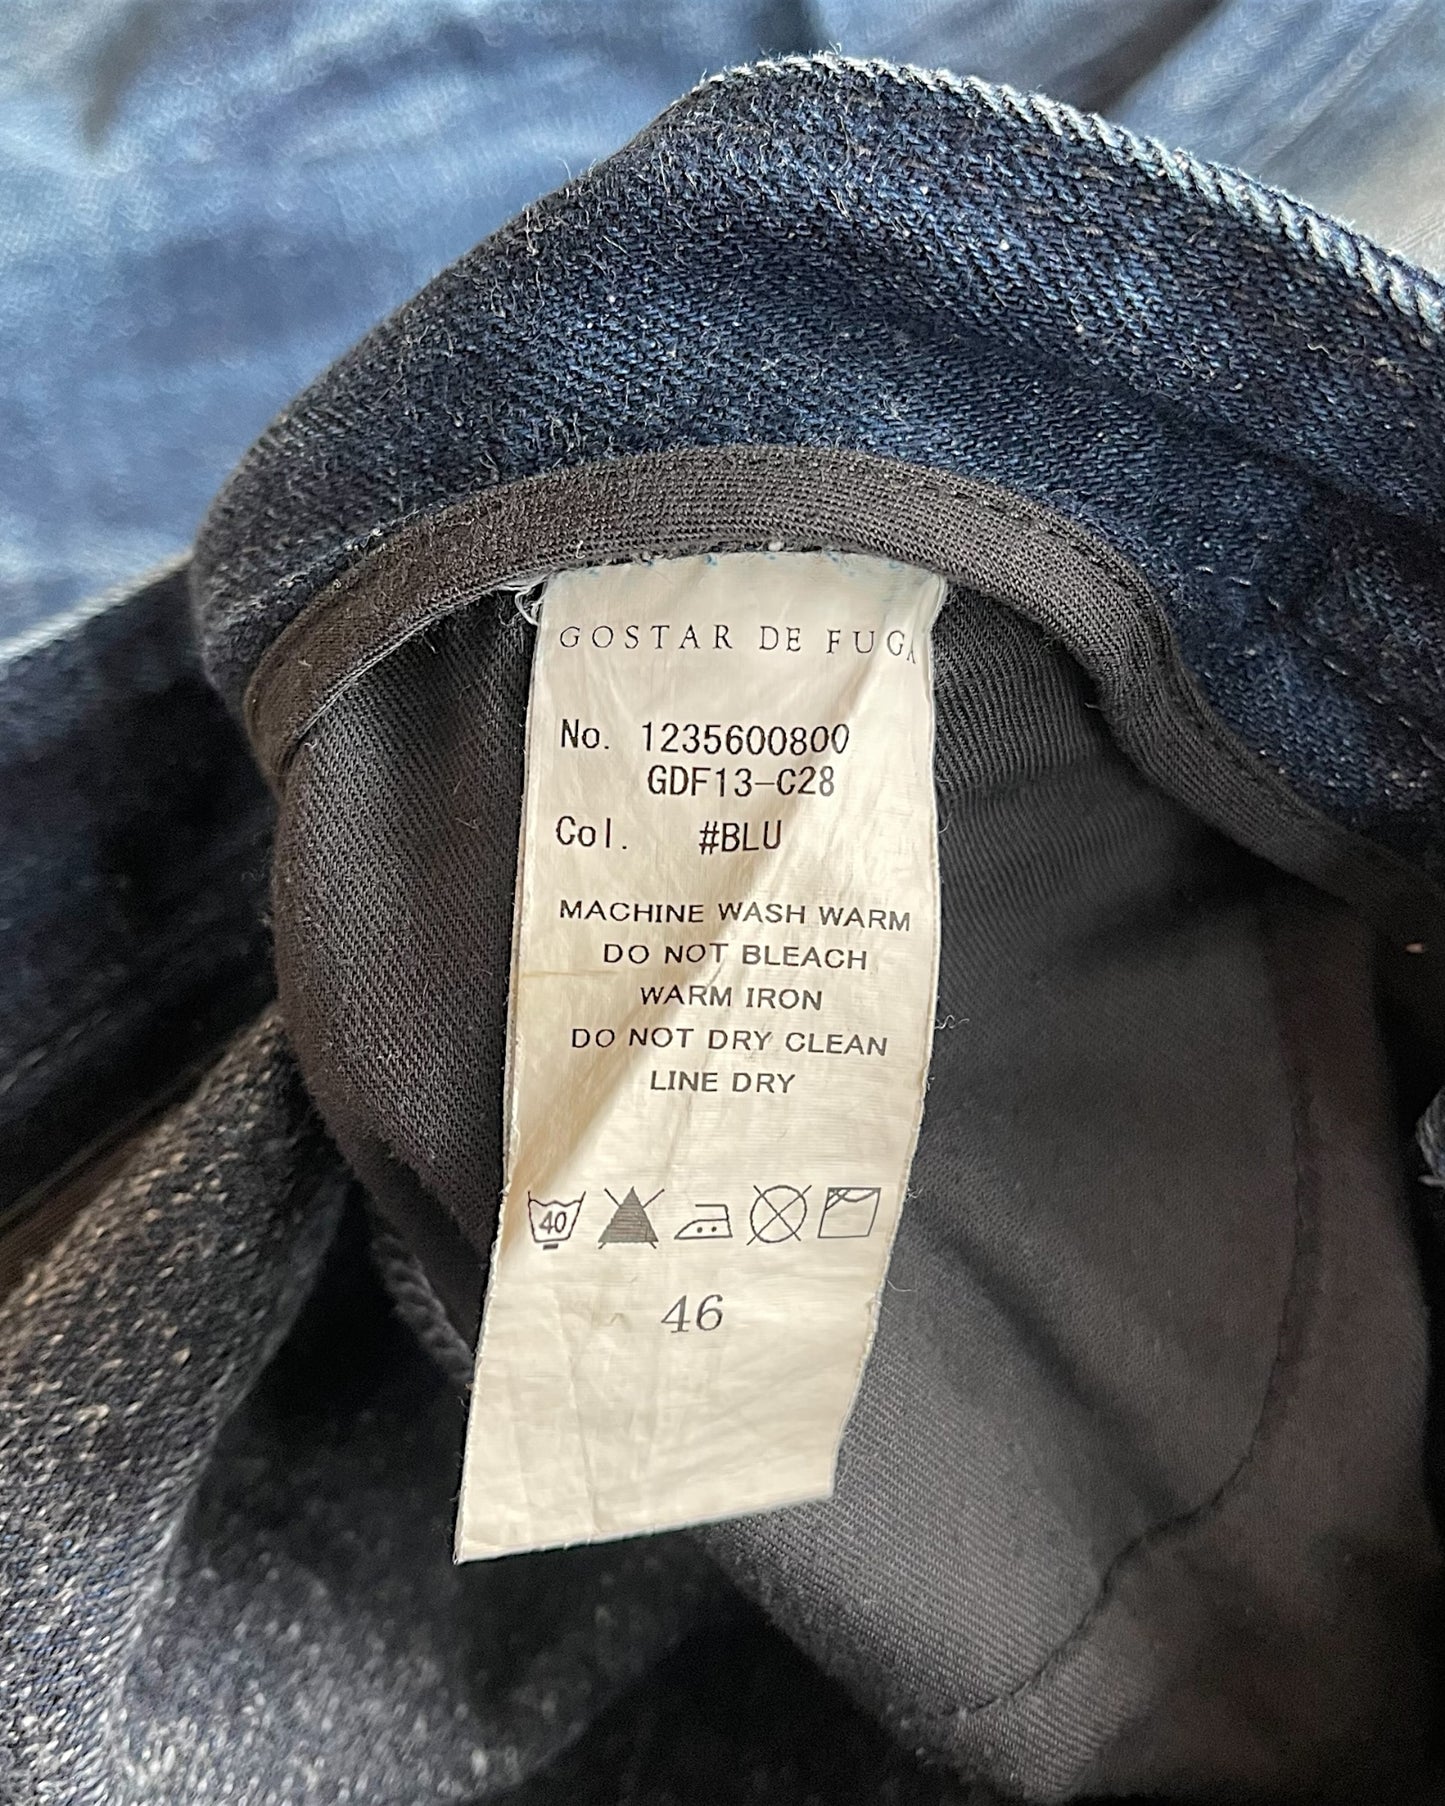 GOSTAR DE FUGA
No. 1235600800
GDF13-C28
Col. #BLU
MACHINE WASH WARM
DO NOT BLEACH
WARM IRON
DO NOT DRY CLEAN
LINE DRY
40
46